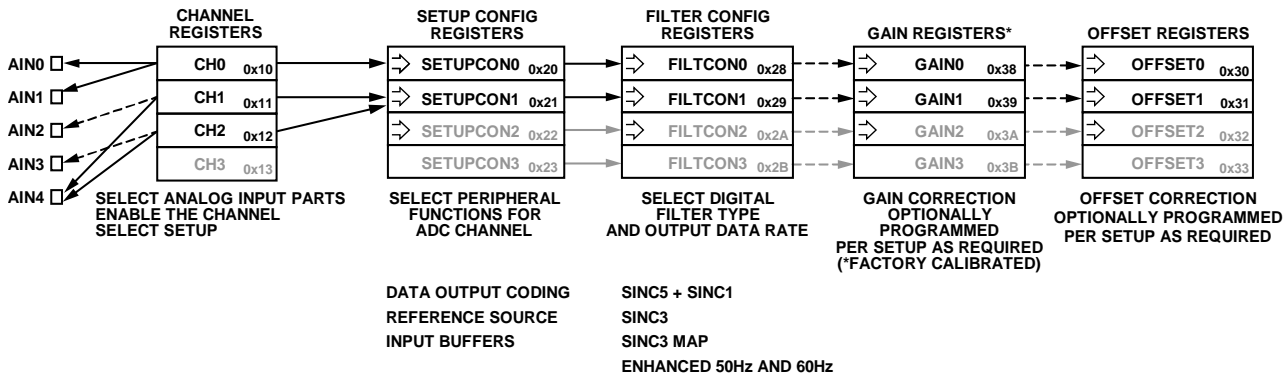 CHANNEL
REGISTERS
SETUP CONFIG
REGISTERS
FILTER CONFIG
REGISTERS
GAIN REGISTERS*
OFFSET REGISTERS
AIN0
AIN1
AIN2
AIN3
AIN4
CH0 0x10
CH1 0x11
CH2 0x12
CH3 0x13
SELECT ANALOG INPUT PARTS
ENABLE THE CHANNEL
SELECT SETUP
SETUPCON0 0x20
SETUPCON1 0x21
SETUPCON2 0x22
SETUPCON3 0x23
SELECT PERIPHERAL
FUNCTIONS FOR
ADC CHANNEL
FILTCON0 0x28
FILTCON1 0x29
FILTCON2 0x2A
FILTCON3 0x2B
SELECT DIGITAL
FILTER TYPE
AND OUTPUT DATA RATE
GAIN0 0x38
GAIN1 0x39
GAIN2 0x3A
GAIN3 0x3B
GAIN CORRECTION
OPTIONALLY
PROGRAMMED
PER SETUP AS REQUIRED
(*FACTORY CALIBRATED)
OFFSET0 0x30
OFFSET1 0x31
OFFSET2 0x32
OFFSET3 0x33
OFFSET CORRECTION
OPTIONALLY PROGRAMMED
PER SETUP AS REQUIRED
DATA OUTPUT CODING
REFERENCE SOURCE
INPUT BUFFERS
SINC5 + SINC1
SINC3
SINC3 MAP
ENHANCED 50Hz AND 60Hz